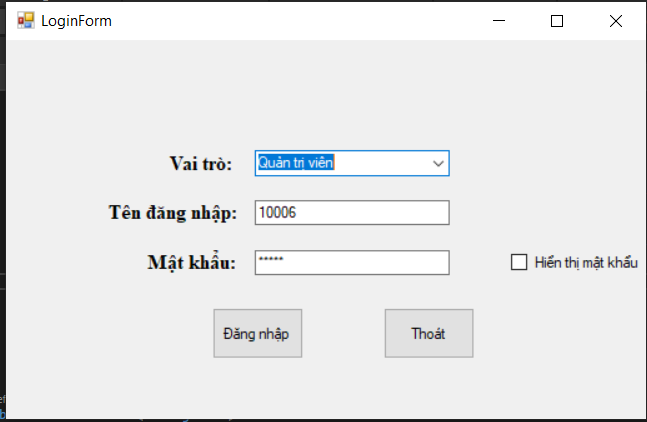 LoginForm
Vai trò: Quản trị viên
Tên đăng nhập: 10006
Mật khẩu: ***** Hiển thị mật khẩu
Đăng nhập Thoát